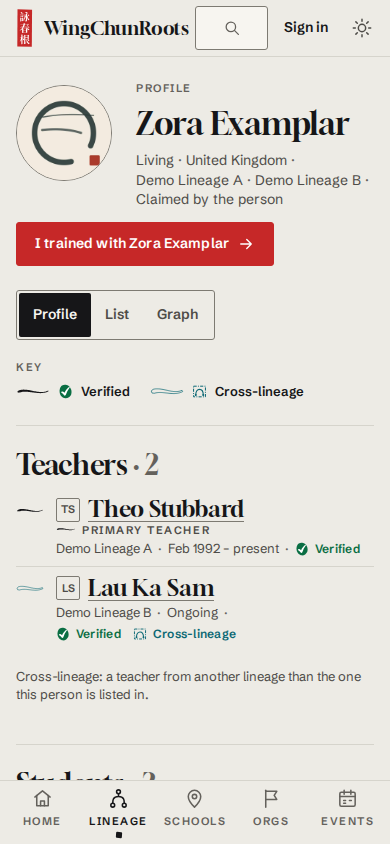 詠春根
WingChunRoots
Sign in
PROFILE
Zora Examplar
Living · United Kingdom ·
Demo Lineage A · Demo Lineage B ·
Claimed by the person
I trained with Zora Examplar →
Profile
List
Graph
KEY
Verified
Cross-lineage
Teachers · 2
TS Theo Stubbard
PRIMARY TEACHER
Demo Lineage A · Feb 1992 – present · Verified
LS Lau Ka Sam
Demo Lineage B · Ongoing ·
Verified Cross-lineage
Cross-lineage: a teacher from another lineage than the one
this person is listed in.
HOME
LINEAGE
SCHOOLS
ORGS
EVENTS